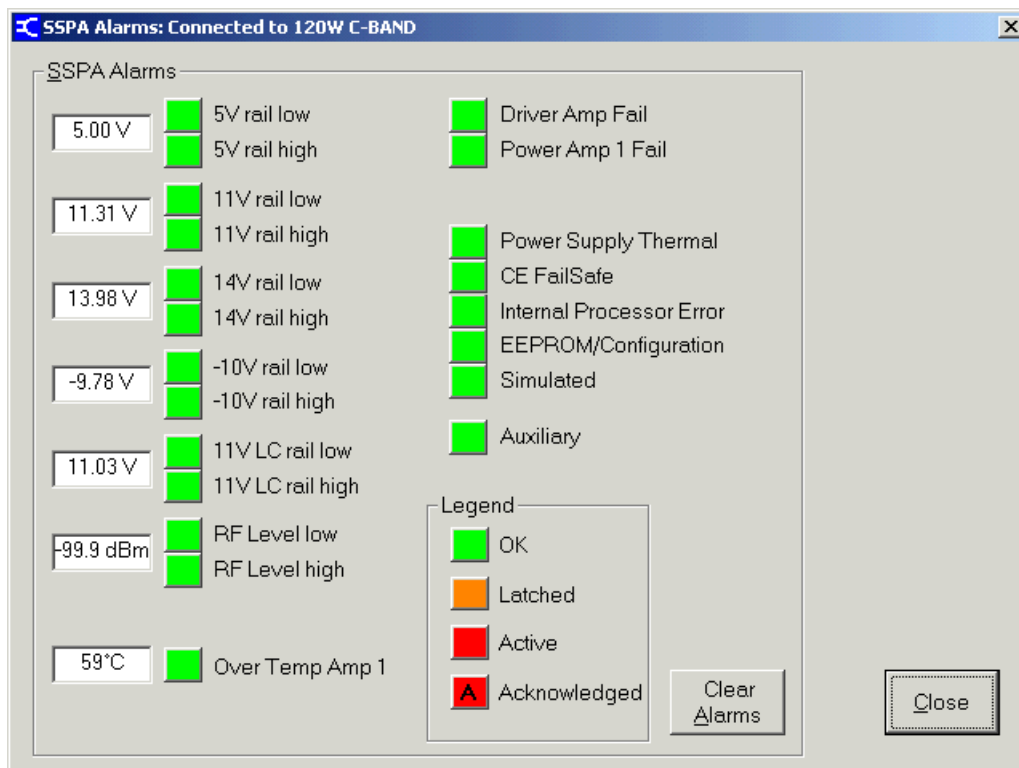 SSPA Alarms: Connected to 120W C-BAND
SSPA Alarms
5.00 V
5V rail low
5V rail high
11.31 V
11V rail low
11V rail high
13.98 V
14V rail low
14V rail high
-9.78 V
-10V rail low
-10V rail high
11.03 V
11V LC rail low
11V LC rail high
-99.9 dBm
RF Level low
RF Level high
59°C
Over Temp Amp 1
Driver Amp Fail
Power Amp 1 Fail
Power Supply Thermal
CE FailSafe
Internal Processor Error
EEPROM/Configuration
Simulated
Auxiliary
Legend
OK
Latched
Active
A Acknowledged
Clear
Alarms
Close